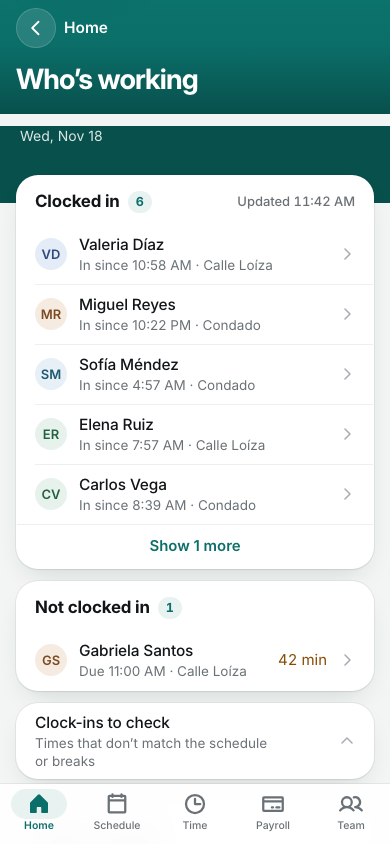 Home
Who’s working
Wed, Nov 18
Clocked in 6 Updated 11:42 AM
VD Valeria Díaz
In since 10:58 AM · Calle Loíza
MR Miguel Reyes
In since 10:22 PM · Condado
SM Sofía Méndez
In since 4:57 AM · Condado
ER Elena Ruiz
In since 7:57 AM · Calle Loíza
CV Carlos Vega
In since 8:39 AM · Condado
Show 1 more
Not clocked in 1
GS Gabriela Santos 42 min
Due 11:00 AM · Calle Loíza
Clock-ins to check
Times that don’t match the schedule
or breaks
Home Schedule Time Payroll Team